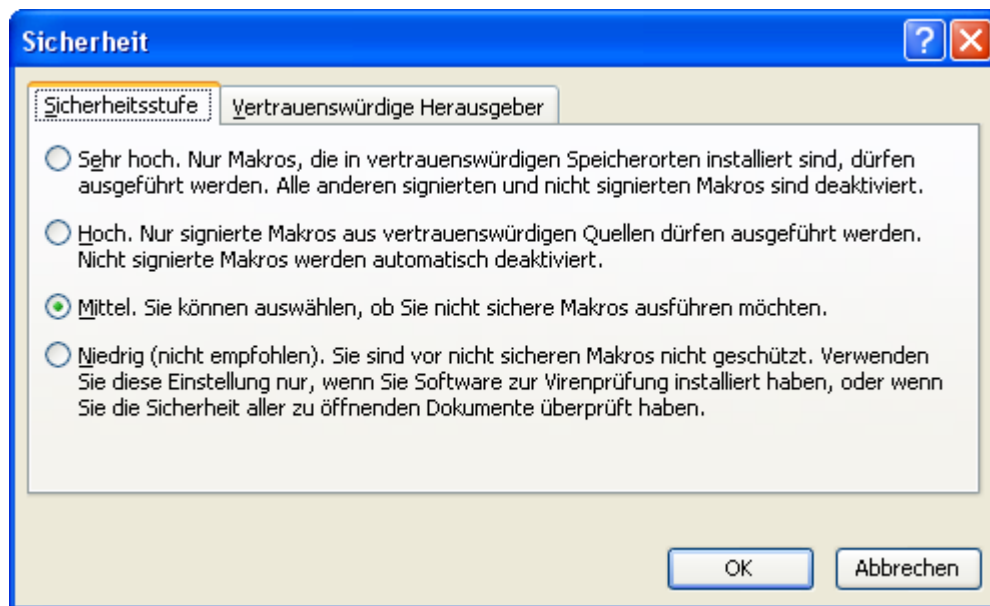 Sicherheit
Sicherheitsstufe
Vertrauenswürdige Herausgeber
Sehr hoch. Nur Makros, die in vertrauenswürdigen Speicherorten installiert sind, dürfen
ausgeführt werden. Alle anderen signierten und nicht signierten Makros sind deaktiviert.
Hoch. Nur signierte Makros aus vertrauenswürdigen Quellen dürfen ausgeführt werden.
Nicht signierte Makros werden automatisch deaktiviert.
Mittel. Sie können auswählen, ob Sie nicht sichere Makros ausführen möchten.
Niedrig (nicht empfohlen). Sie sind vor nicht sicheren Makros nicht geschützt. Verwenden
Sie diese Einstellung nur, wenn Sie Software zur Virenprüfung installiert haben, oder wenn
Sie die Sicherheit aller zu öffnenden Dokumente überprüft haben.
OK
Abbrechen